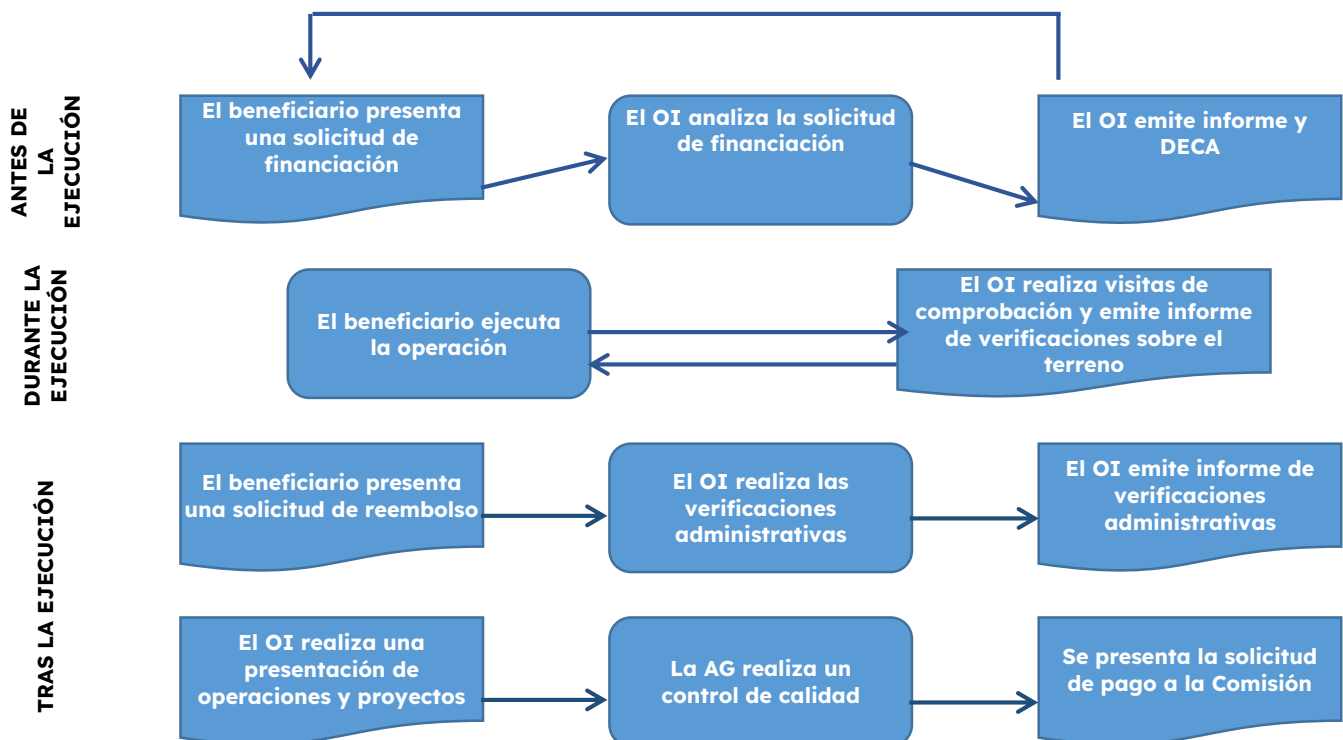 ANTES DE
LA
EJECUCIÓN
El beneficiario presenta
una solicitud de
financiación
El OI analiza la solicitud
de financiación
El OI emite informe y
DECA
DURANTE LA
EJECUCIÓN
El beneficiario ejecuta
la operación
El OI realiza visitas de
comprobación y emite informe
de verificaciones sobre el
terreno
TRAS LA EJECUCIÓN
El beneficiario presenta
una solicitud de reembolso
El OI realiza las
verificaciones
administrativas
El OI emite informe de
verificaciones
administrativas
El OI realiza una
presentación de
operaciones y proyectos
La AG realiza un
control de calidad
Se presenta la solicitud
de pago a la Comisión